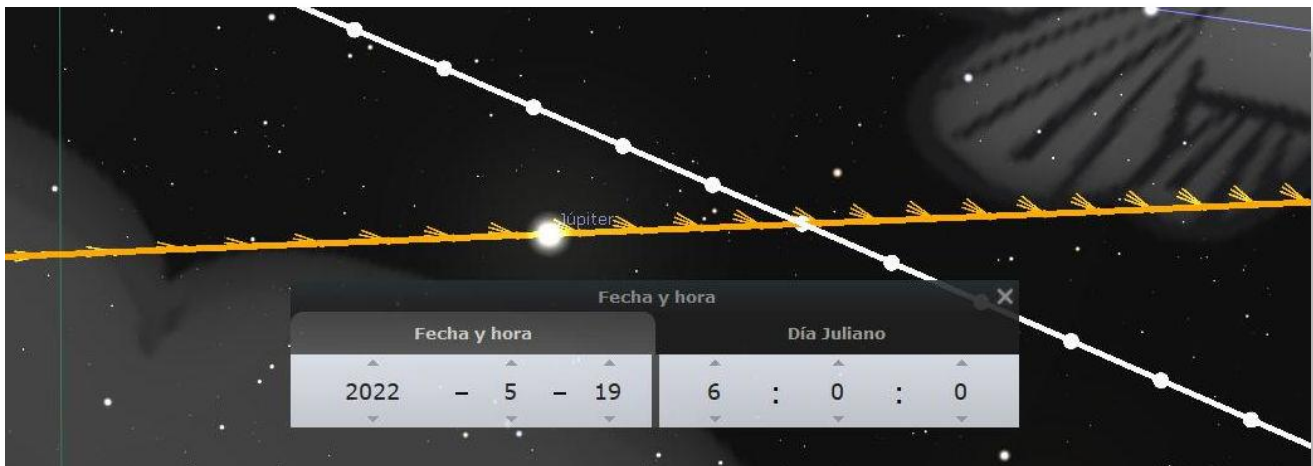 Júpiter
Fecha y hora
Fecha y hora Día Juliano
2022 – 5 – 19 6 : 0 : 0